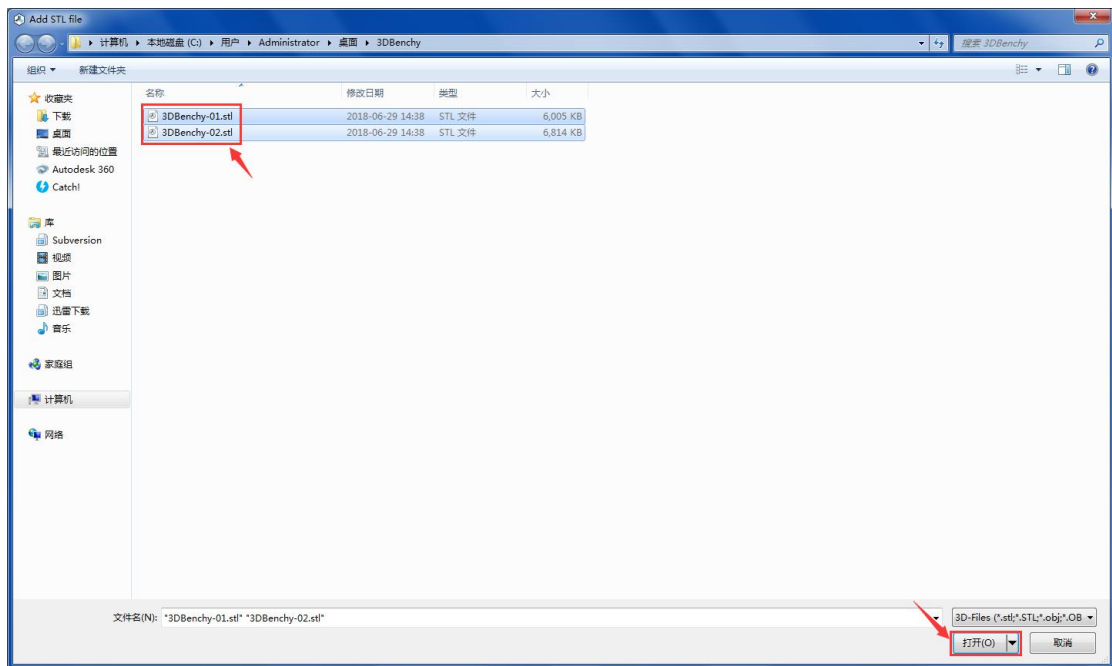 Add STL file
计算机 ▸ 本地磁盘 (C:) ▸ 用户 ▸ Administrator ▸ 桌面 ▸ 3DBenchy
搜索 3DBenchy
组织 新建文件夹
收藏夹
下载
桌面
最近访问的位置
Autodesk 360
Catch!
库
Subversion
视频
图片
文档
迅雷下载
音乐
家庭组
计算机
网络
名称 修改日期 类型 大小
3DBenchy-01.stl 2018-06-29 14:38 STL 文件 6,005 KB
3DBenchy-02.stl 2018-06-29 14:38 STL 文件 6,814 KB
文件名(N): "3DBenchy-01.stl" "3DBenchy-02.stl"
3D-Files (*.stl;*.STL;*.obj;*.OB
打开(O) 取消